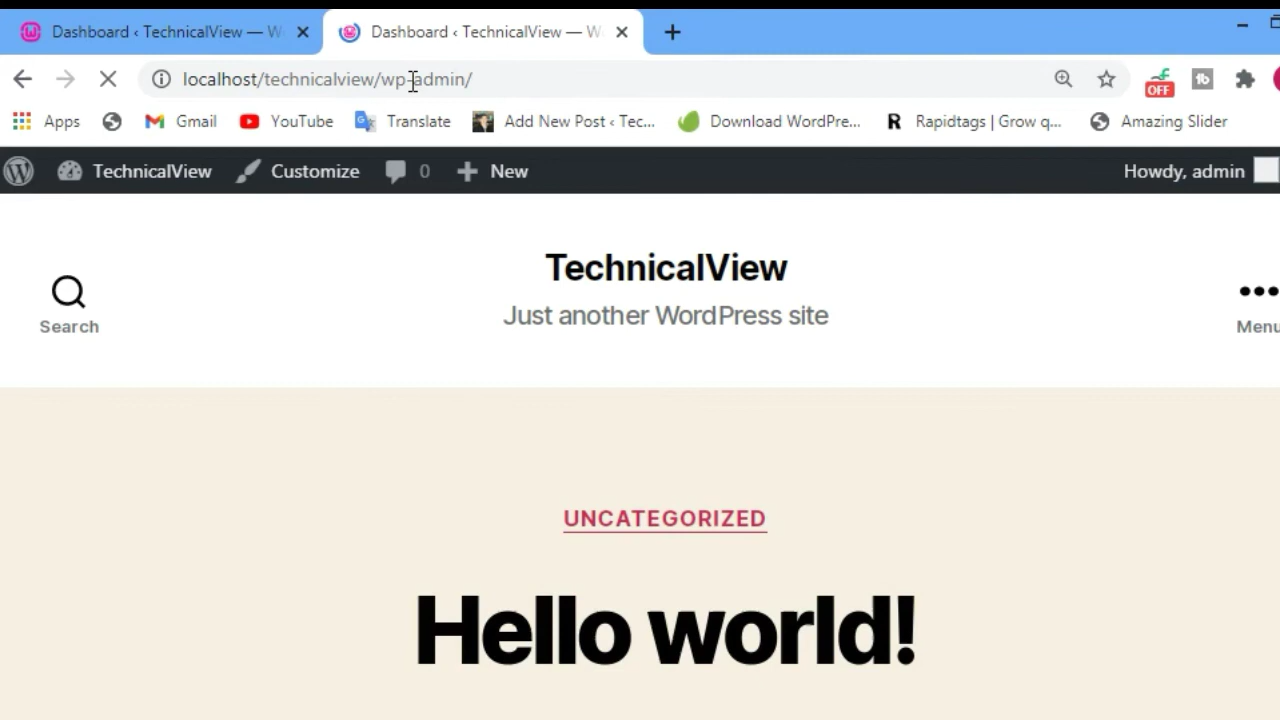 Dashboard ‹ TechnicalView — W
Dashboard ‹ TechnicalView — W
localhost/technicalview/wp-admin/
OFF
Apps
Gmail
YouTube
Translate
Add New Post ‹ Tec...
Download WordPre...
R Rapidtags | Grow q...
Amazing Slider
TechnicalView
Customize
0
New
Howdy, admin
TechnicalView
Just another WordPress site
Search
Menu
UNCATEGORIZED
Hello world!